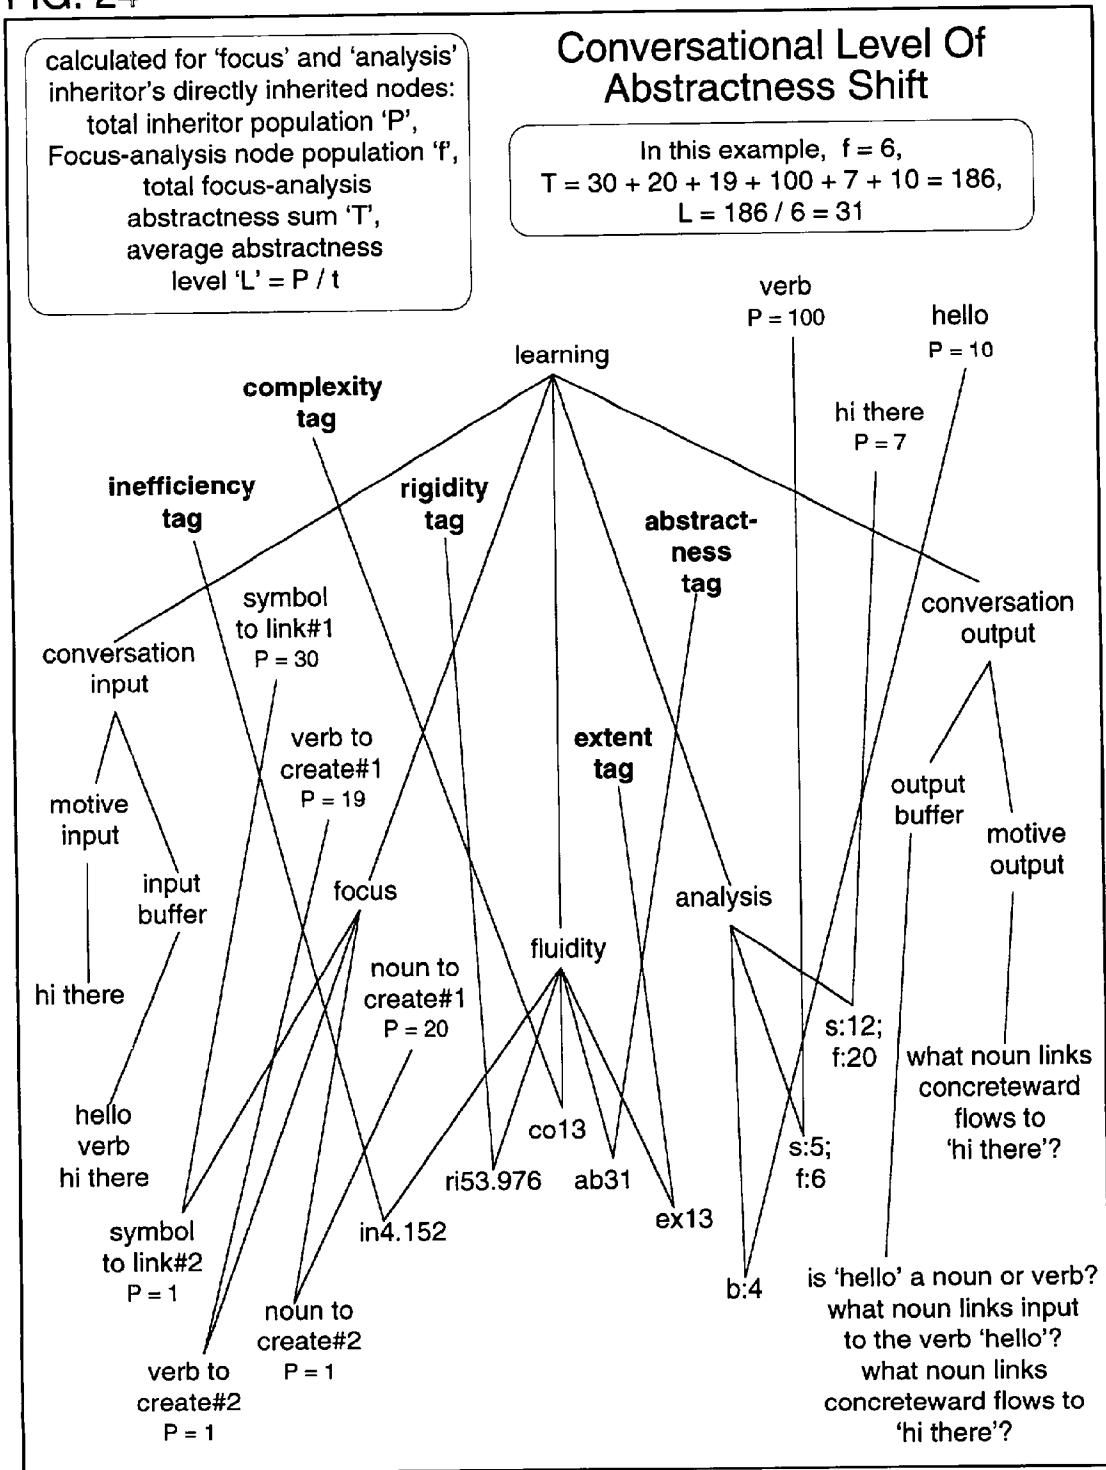 FIG. 24
calculated for 'focus' and 'analysis'
inheritor's directly inherited nodes:
total inheritor population 'P',
Focus-analysis node population 'f',
total focus-analysis
abstractness sum 'T',
average abstractness
level 'L' = P / t
Conversational Level Of
Abstractness Shift
In this example, f = 6,
T = 30 + 20 + 19 + 100 + 7 + 10 = 186,
L = 186 / 6 = 31
verb
P = 100
hello
P = 10
learning
complexity
tag
hi there
P = 7
inefficiency
tag
rigidity
tag
abstract-
ness
tag
symbol
to link#1
P = 30
conversation
output
conversation
input
verb to
create#1
P = 19
extent
tag
motive
input
output
buffer
motive
output
input
buffer
focus
analysis
fluidity
noun to
create#1
P = 20
hi there
s:12;
f:20
what noun links
concreteward
flows to
'hi there'?
hello
verb
hi there
co13
s:5;
f:6
ri53.976
ab31
ex13
in4.152
symbol
to link#2
P = 1
b:4
noun to
create#2
P = 1
verb to
create#2
P = 1
is 'hello' a noun or verb?
what noun links input
to the verb 'hello'?
what noun links
concreteward flows to
'hi there'?